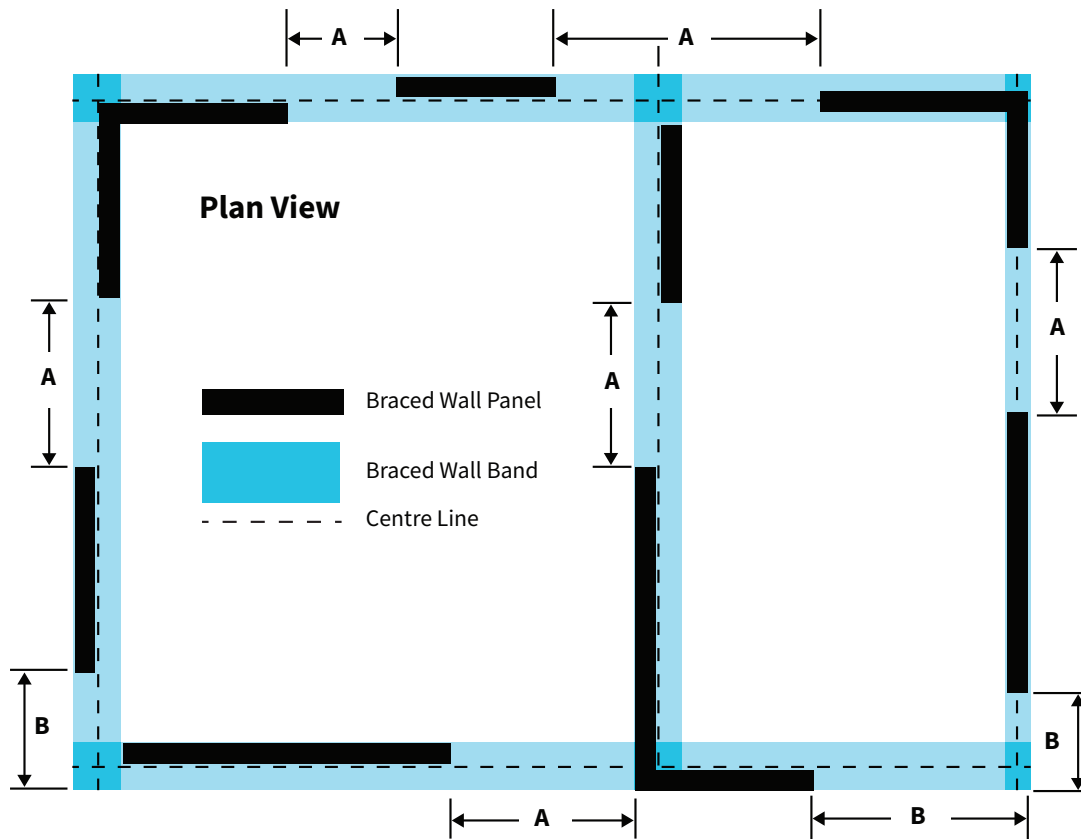 A
A
Plan View
A
A
A
Braced Wall Panel
Braced Wall Band
Centre Line
B
B
A
B